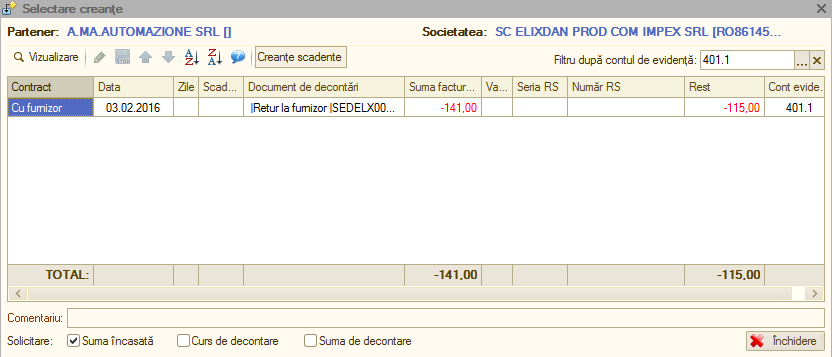 Selectare creanțe
Partener: A.MA.AUTOMAZIONE SRL [] Societatea: SC ELIXDAN PROD COM IMPEX SRL [RO86145...
Vizualizare Creanțe scadente Filtru după contul de evidență: 401.1 ...
Contract Data Zile Scad... Document de decontări Suma factur... Va... Seria RS Număr RS Rest Cont evide.
Cu furnizor 03.02.2016 |Retur la furnizor |SEDELX00... -141,00 -115,00 401.1
TOTAL: -141,00 -115,00
Comentariu:
Solicitare: Suma încasată Curs de decontare Suma de decontare Închidere